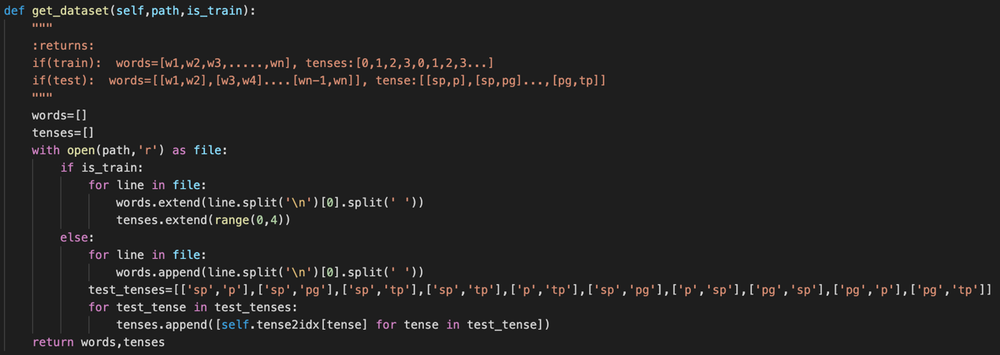 def get_dataset(self,path,is_train):
    """
    :returns:
    if(train):  words=[w1,w2,w3,.....,wn], tenses:[0,1,2,3,0,1,2,3...]
    if(test):  words=[[w1,w2],[w3,w4]....[wn-1,wn]], tense:[[sp,p],[sp,pg]...,[pg,tp]]
    """
    words=[]
    tenses=[]
    with open(path,'r') as file:
        if is_train:
            for line in file:
                words.extend(line.split('\n')[0].split(' '))
                tenses.extend(range(0,4))
        else:
            for line in file:
                words.append(line.split('\n')[0].split(' '))
            test_tenses=[['sp','p'],['sp','pg'],['sp','tp'],['sp','tp'],['p','tp'],['sp','pg'],['p','sp'],['pg','sp'],['pg','p'],['pg','tp']]
            for test_tense in test_tenses:
                tenses.append([self.tense2idx[tense] for tense in test_tense])
    return words,tenses